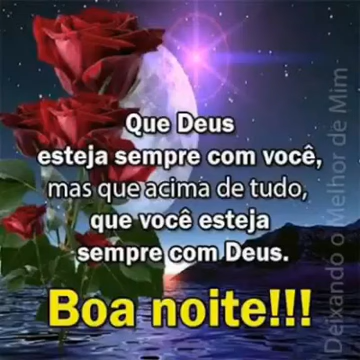 Que Deus
esteja sempre com você,
mas que acima de tudo,
que você esteja
sempre com Deus.
Boa noite!!!
Deixando o Melhor de Mim